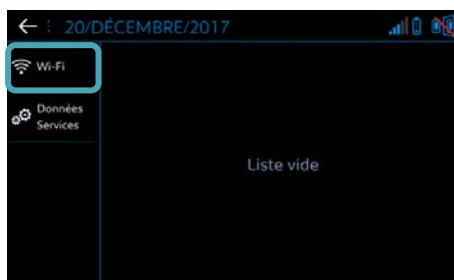 20/DÉCEMBRE/2017
Wi-Fi
Données
Services
Liste vide